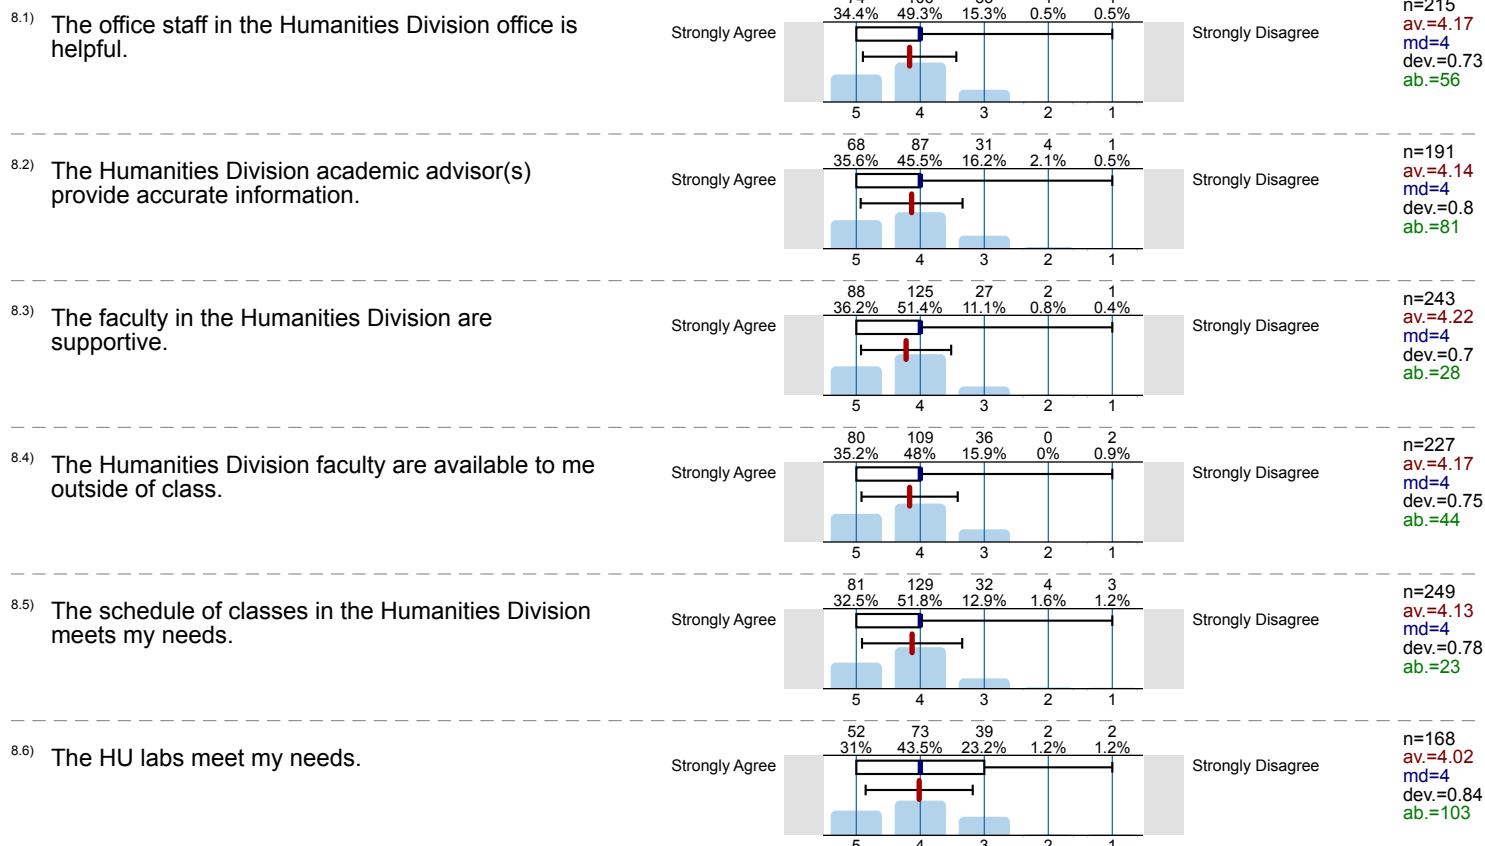 8.1) The office staff in the Humanities Division office is
helpful.
Strongly Agree
34.4% 49.3% 15.3% 0.5% 0.5%
5 4 3 2 1
Strongly Disagree
n=215
av.=4.17
md=4
dev.=0.73
ab.=56
8.2) The Humanities Division academic advisor(s)
provide accurate information.
Strongly Agree
68 87 31 4 1
35.6% 45.5% 16.2% 2.1% 0.5%
5 4 3 2 1
Strongly Disagree
n=191
av.=4.14
md=4
dev.=0.8
ab.=81
8.3) The faculty in the Humanities Division are
supportive.
Strongly Agree
88 125 27 2 1
36.2% 51.4% 11.1% 0.8% 0.4%
5 4 3 2 1
Strongly Disagree
n=243
av.=4.22
md=4
dev.=0.7
ab.=28
8.4) The Humanities Division faculty are available to me
outside of class.
Strongly Agree
80 109 36 0 2
35.2% 48% 15.9% 0% 0.9%
5 4 3 2 1
Strongly Disagree
n=227
av.=4.17
md=4
dev.=0.75
ab.=44
8.5) The schedule of classes in the Humanities Division
meets my needs.
Strongly Agree
81 129 32 4 3
32.5% 51.8% 12.9% 1.6% 1.2%
5 4 3 2 1
Strongly Disagree
n=249
av.=4.13
md=4
dev.=0.78
ab.=23
8.6) The HU labs meet my needs.
Strongly Agree
52 73 39 2 2
31% 43.5% 23.2% 1.2% 1.2%
5 4 3 2 1
Strongly Disagree
n=168
av.=4.02
md=4
dev.=0.84
ab.=103